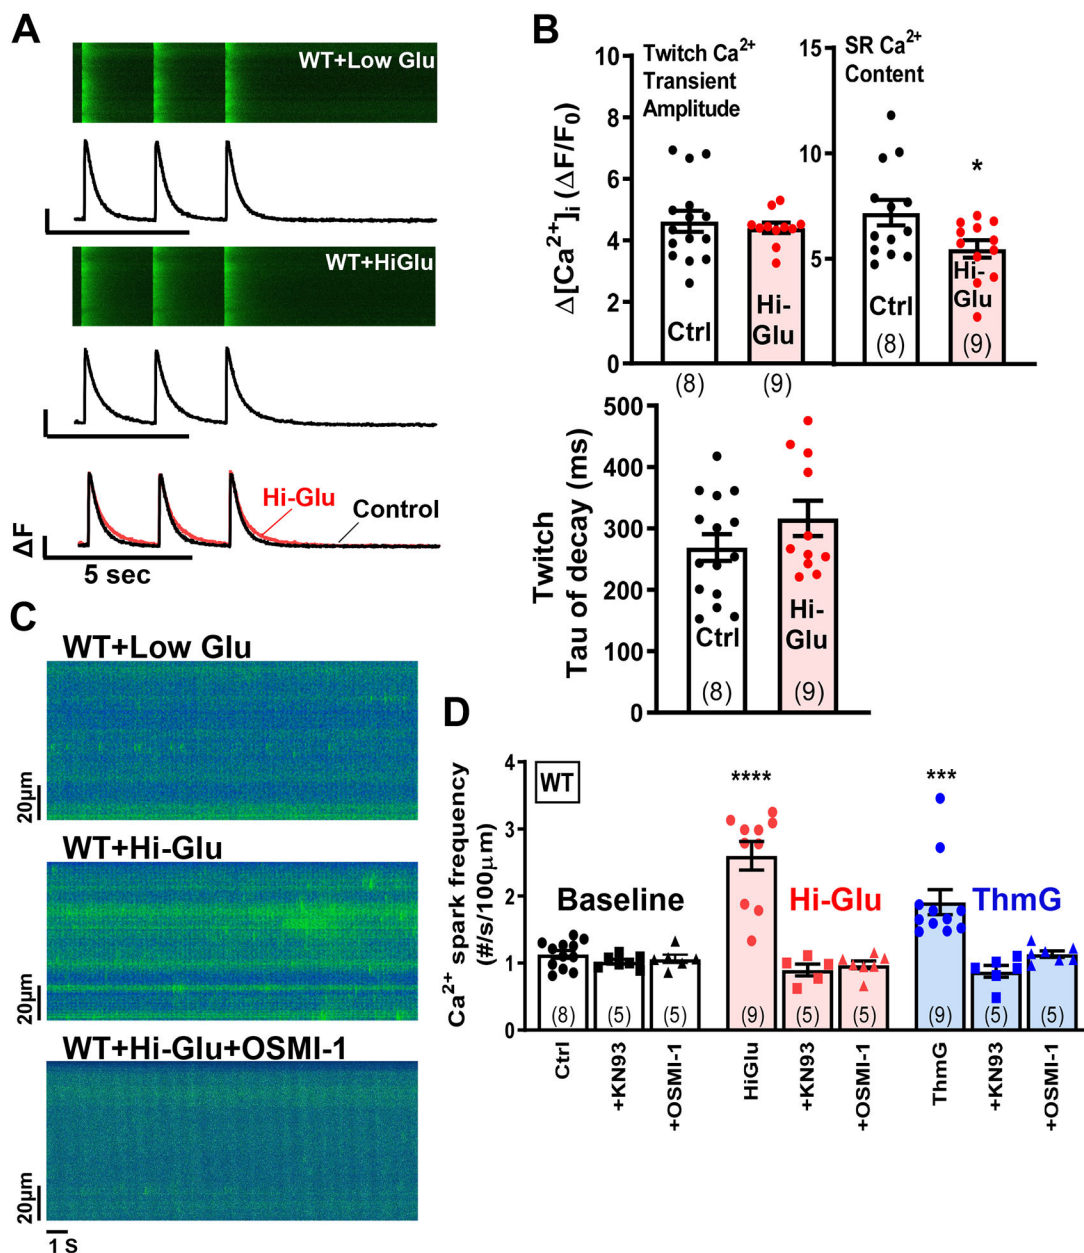 A
WT+Low Glu
WT+HiGlu
Hi-Glu
Control
ΔF
5 sec
B
Δ[Ca²⁺]ᵢ (ΔF/F₀)
10
8
6
4
2
0
Twitch Ca²⁺
Transient
Amplitude
Ctrl
(8)
Hi-
Glu
(9)
15
10
5
SR Ca²⁺
Content
*
Ctrl
(8)
Hi-
Glu
(9)
Twitch
Tau of decay (ms)
500
400
300
200
100
0
Ctrl
(8)
Hi-
Glu
(9)
C
WT+Low Glu
20μm
WT+Hi-Glu
20μm
WT+Hi-Glu+OSMI-1
20μm
1 S
D
Ca²⁺ spark frequency
(#/s/100μm)
4
3
2
1
0
WT
****
***
Baseline
Hi-Glu
ThmG
(8)
(5)
(5)
(9)
(5)
(5)
(9)
(5)
(5)
Ctrl
+KN93
+OSMI-1
HiGlu
+KN93
+OSMI-1
ThmG
+KN93
+OSMI-1